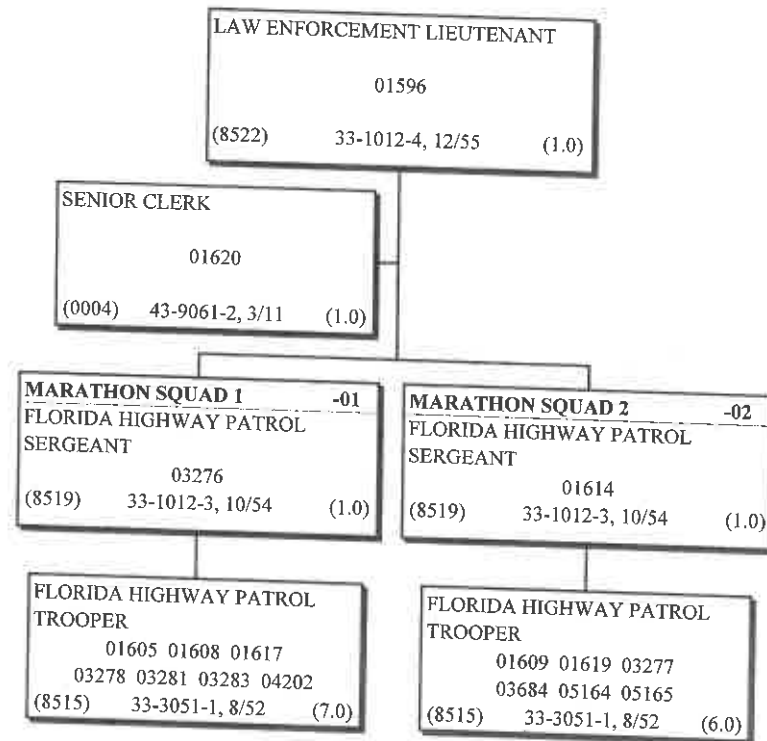 LAW ENFORCEMENT LIEUTENANT
01596
(8522) 33-1012-4, 12/55 (1.0)
SENIOR CLERK
01620
(0004) 43-9061-2, 3/11 (1.0)
MARATHON SQUAD 1 -01
FLORIDA HIGHWAY PATROL
SERGEANT
03276
(8519) 33-1012-3, 10/54 (1.0)
MARATHON SQUAD 2 -02
FLORIDA HIGHWAY PATROL
SERGEANT
01614
(8519) 33-1012-3, 10/54 (1.0)
FLORIDA HIGHWAY PATROL
TROOPER
01605 01608 01617
03278 03281 03283 04202
(8515) 33-3051-1, 8/52 (7.0)
FLORIDA HIGHWAY PATROL
TROOPER
01609 01619 03277
03684 05164 05165
(8515) 33-3051-1, 8/52 (6.0)